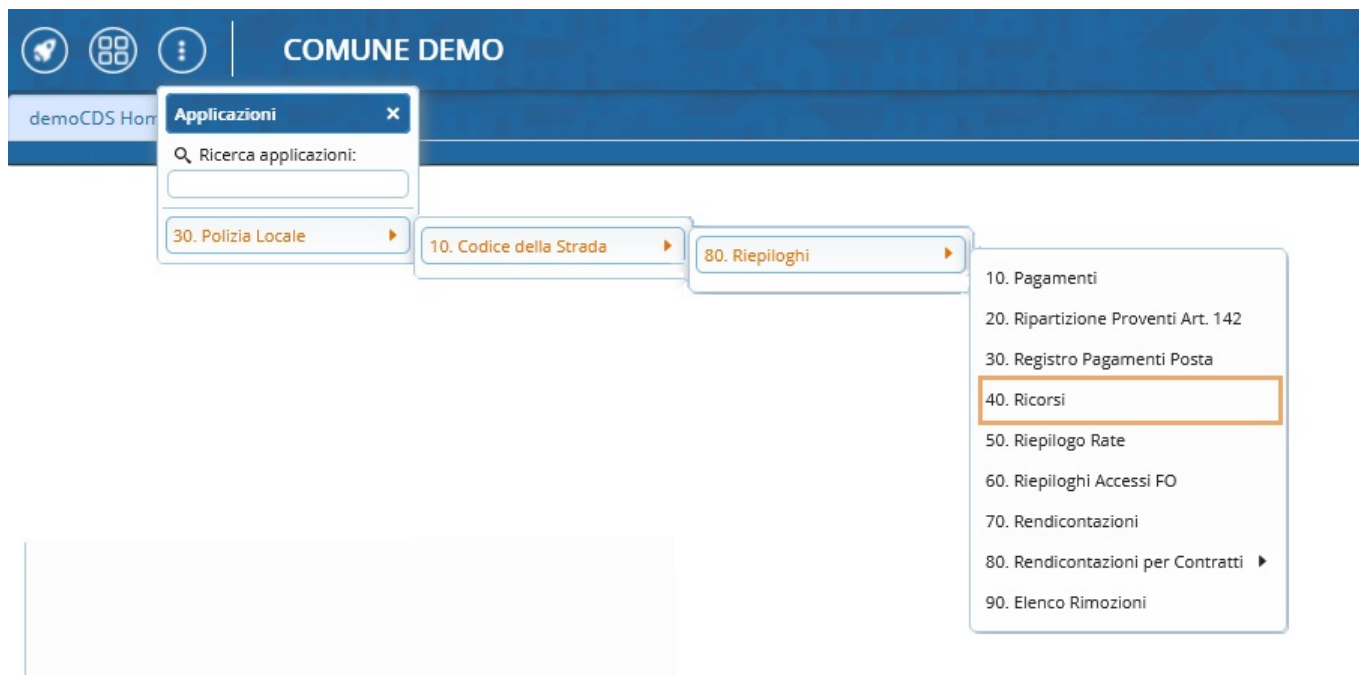 COMUNE DEMO
demoCDS Hom
Applicazioni
Ricerca applicazioni:
30. Polizia Locale
10. Codice della Strada
80. Riepiloghi
10. Pagamenti
20. Ripartizione Proventi Art. 142
30. Registro Pagamenti Posta
40. Ricorsi
50. Riepilogo Rate
60. Riepiloghi Accessi FO
70. Rendicontazioni
80. Rendicontazioni per Contratti
90. Elenco Rimozioni